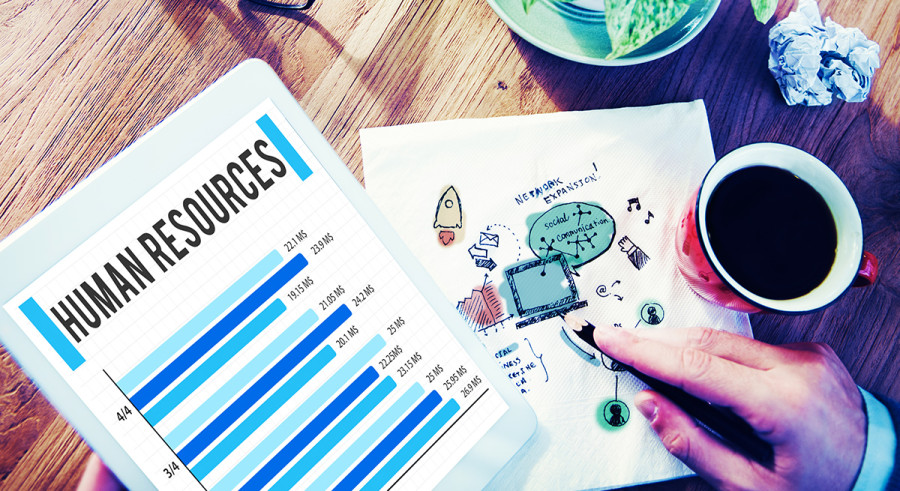 HUMAN RESOURCES
22.1 MS
23.9 MS
19.15 MS
21.05 MS
24.2 MS
20.1 MS
25 MS
22.25MS
23.15 MS
25 MS
25.95 MS
26.9 MS
4/4
3/4
NETWORK
EXPANSION!
social
communication
@